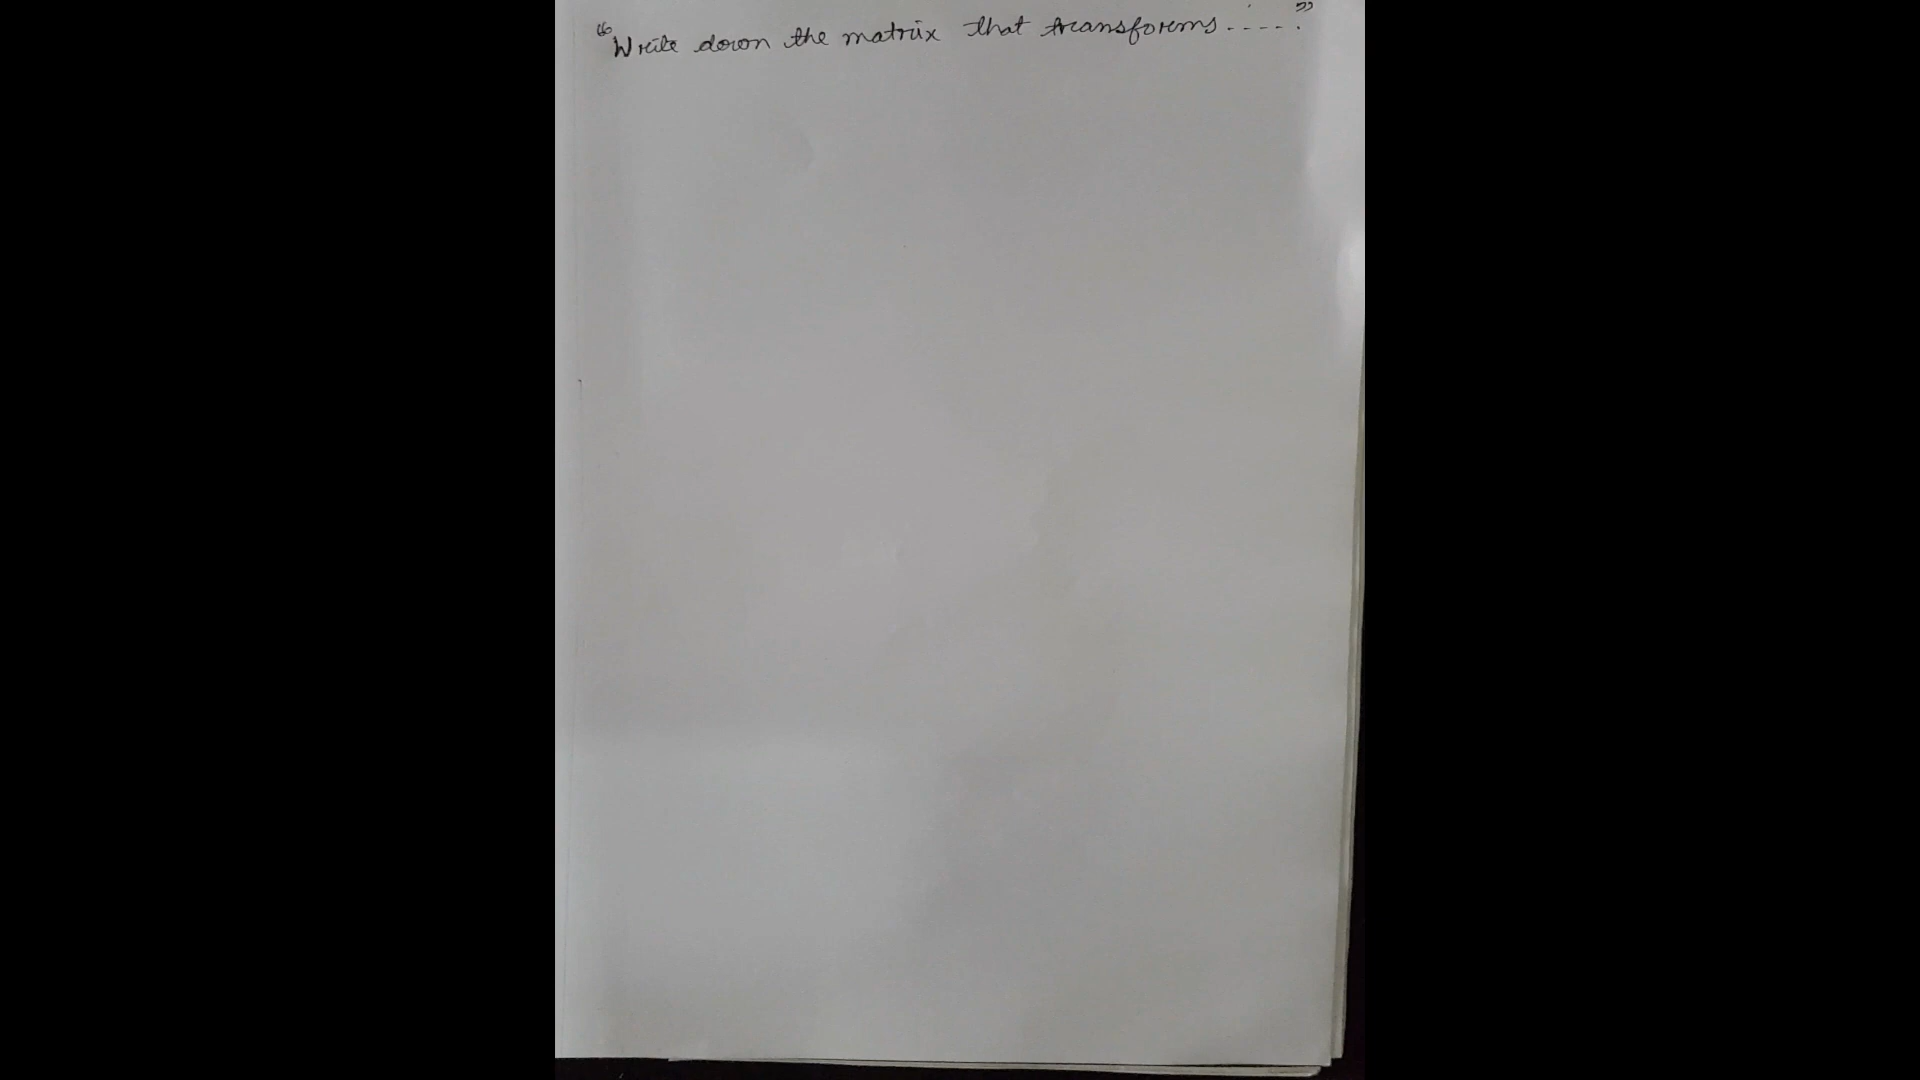 "Write down the matrix that transforms.....?"